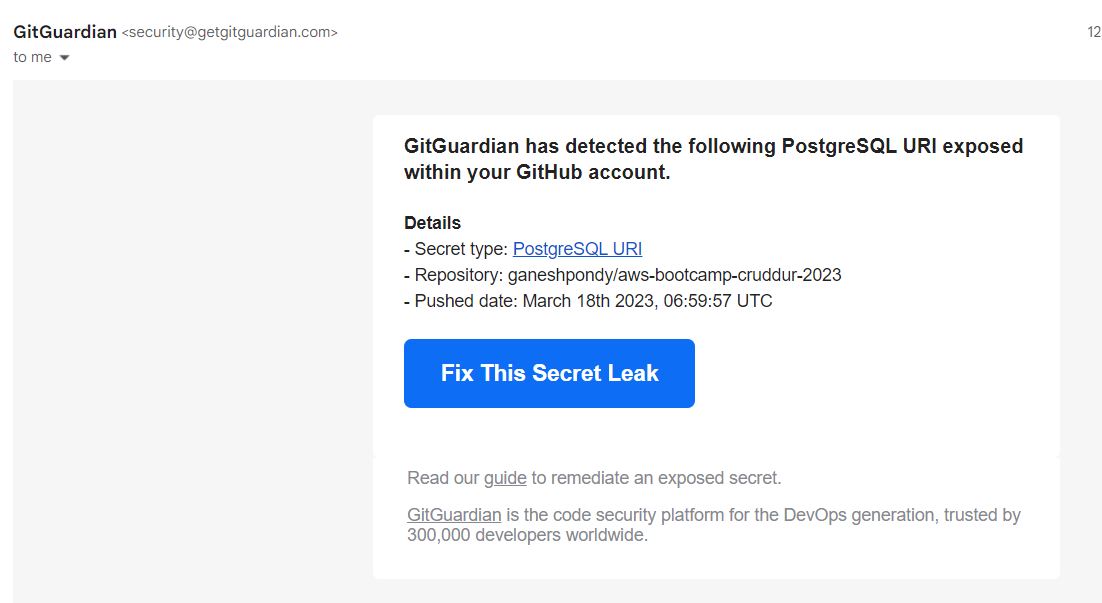 GitGuardian <security@getgitguardian.com>
12
to me
GitGuardian has detected the following PostgreSQL URI exposed
within your GitHub account.
Details
- Secret type: PostgreSQL URI
- Repository: ganeshpondy/aws-bootcamp-cruddur-2023
- Pushed date: March 18th 2023, 06:59:57 UTC
Fix This Secret Leak
Read our guide to remediate an exposed secret.
GitGuardian is the code security platform for the DevOps generation, trusted by
300,000 developers worldwide.